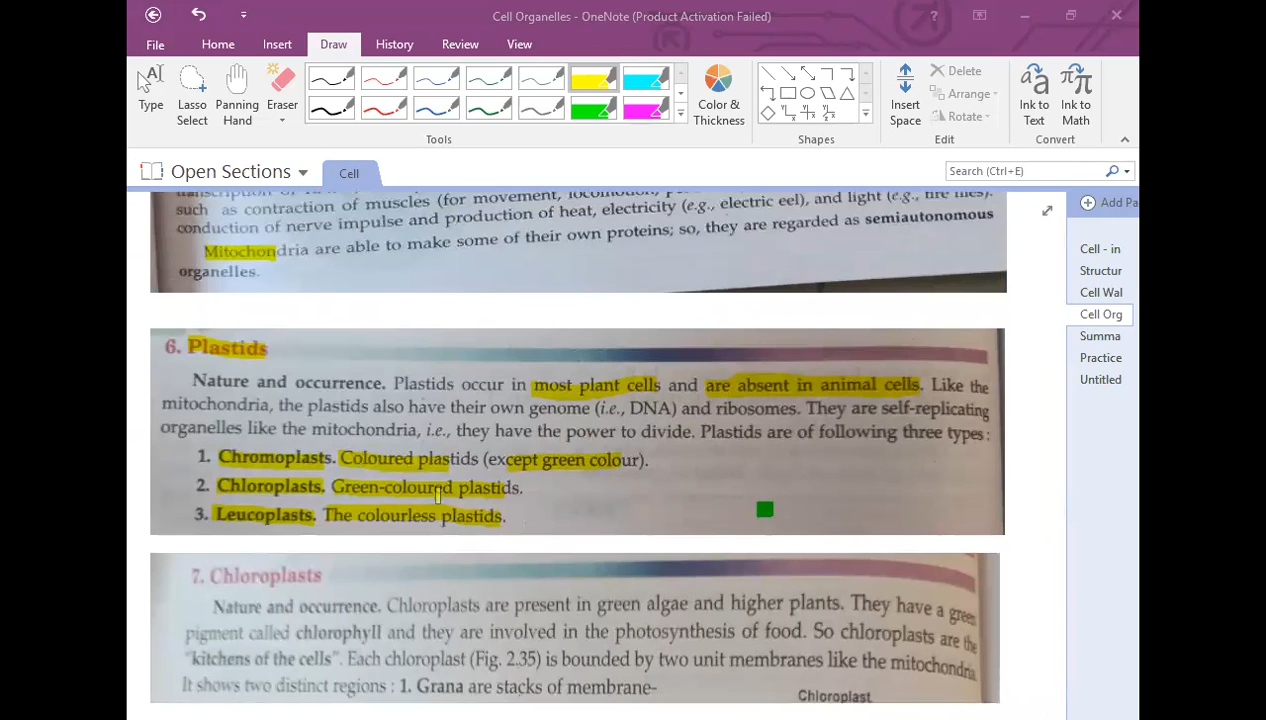 Cell Organelles - OneNote (Product Activation Failed)
?
File Home Insert Draw History Review View
Type
Lasso Select
Panning Hand
Eraser
Color & Thickness
Insert Space
Delete
Arrange
Rotate
Ink to Text
Ink to Math
Tools Shapes Edit Convert
Open Sections Cell Search (Ctrl+E)
Add Pa
Cell - in
Structur
Cell Wal
Cell Org
Summa
Practice
Untitled
such as contraction of muscles (for movement, locomotion,
conduction of nerve impulse and production of heat, electricity (e.g., electric eel), and light (e.g., fire flies).
Mitochondria are able to make some of their own proteins; so, they are regarded as semiautonomous
organelles.
6. Plastids
Nature and occurrence. Plastids occur in most plant cells and are absent in animal cells. Like the
mitochondria, the plastids also have their own genome (i.e., DNA) and ribosomes. They are self-replicating
organelles like the mitochondria, i.e., they have the power to divide. Plastids are of following three types :
1. Chromoplasts. Coloured plastids (except green colour).
2. Chloroplasts. Green-coloured plastids.
3. Leucoplasts. The colourless plastids.
7. Chloroplasts
Nature and occurrence. Chloroplasts are present in green algae and higher plants. They have a green
pigment called chlorophyll and they are involved in the photosynthesis of food. So chloroplasts are the
"kitchens of the cells". Each chloroplast (Fig. 2.35) is bounded by two unit membranes like the mitochondria.
It shows two distinct regions : 1. Grana are stacks of membrane-
Chloroplast